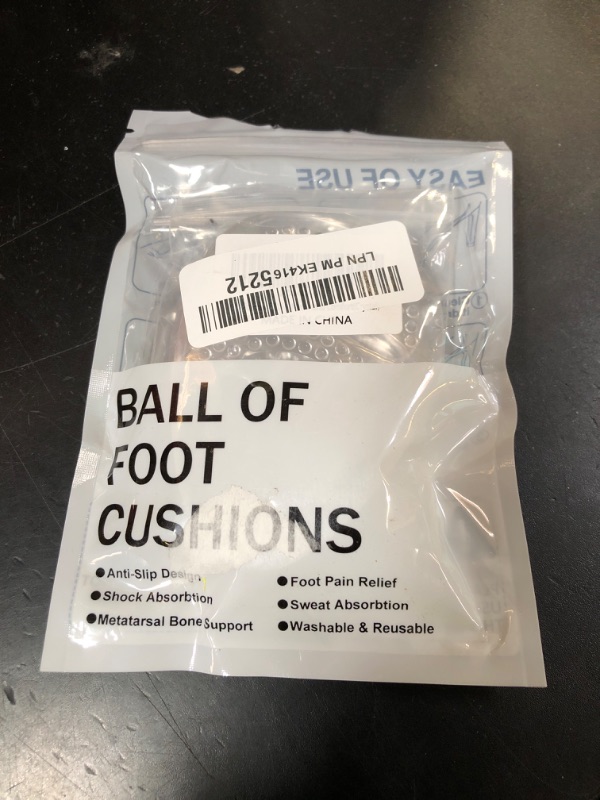 EASY OF USE
LPN PM EK4165212
IN CHINA
BALL OF
FOOT
CUSHIONS
●Anti-Slip Design
●Shock Absorbtion
●Metatarsal Bone Support
●Foot Pain Relief
●Sweat Absorbtion
●Washable & Reusable